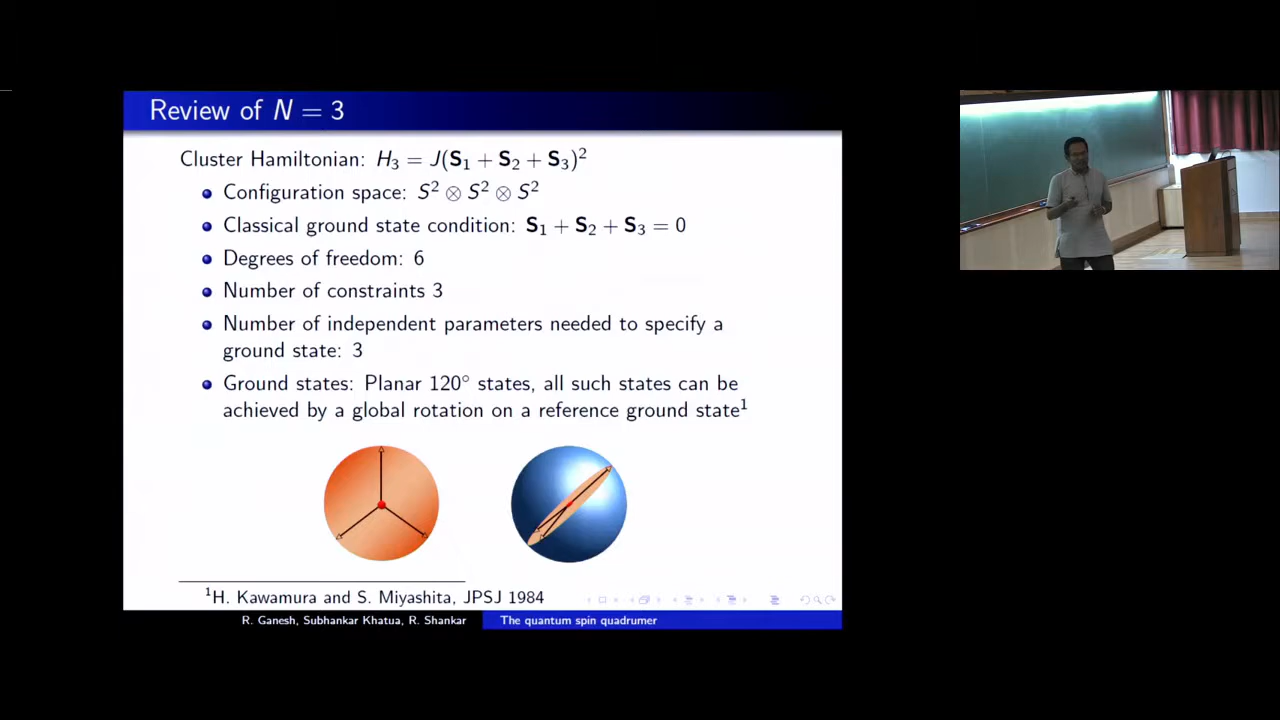 Review of N = 3
Cluster Hamiltonian: H₃ = J(S₁ + S₂ + S₃)²
Configuration space: S² ⊗ S² ⊗ S²
Classical ground state condition: S₁ + S₂ + S₃ = 0
Degrees of freedom: 6
Number of constraints 3
Number of independent parameters needed to specify a
ground state: 3
Ground states: Planar 120° states, all such states can be
achieved by a global rotation on a reference ground state¹
¹H. Kawamura and S. Miyashita, JPSJ 1984
R. Ganesh, Subhankar Khatua, R. Shankar
The quantum spin quadrumer